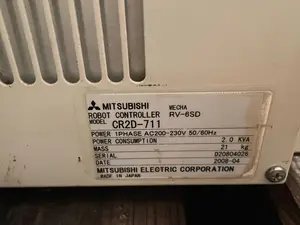 MITSUBISHI MECHA
ROBOT CONTROLLER RV-6SD
MODEL CR2D-711
POWER 1PHASE AC200-230V 50/60Hz
POWER CONSUMPTION 2.0 KVA
MASS 21 kg
SERIAL D20804026
DATE 2008-04
MITSUBISHI ELECTRIC CORPORATION
MADE IN JAPAN